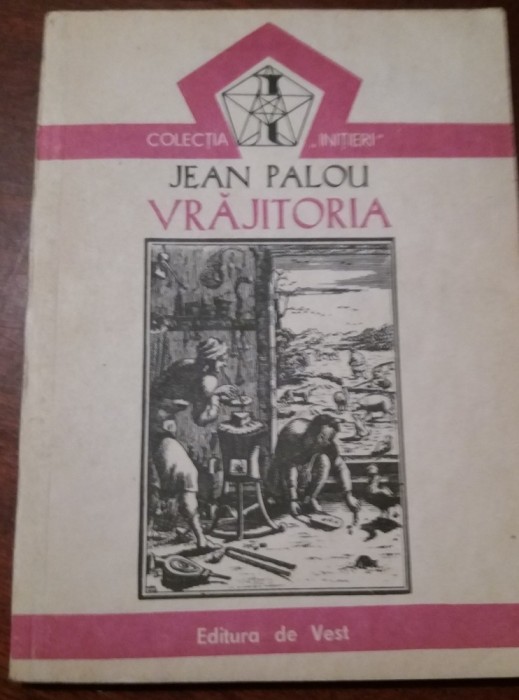 COLECȚIA „INIȚIERI"
JEAN PALOU
VRĂJITORIA
Editura de Vest